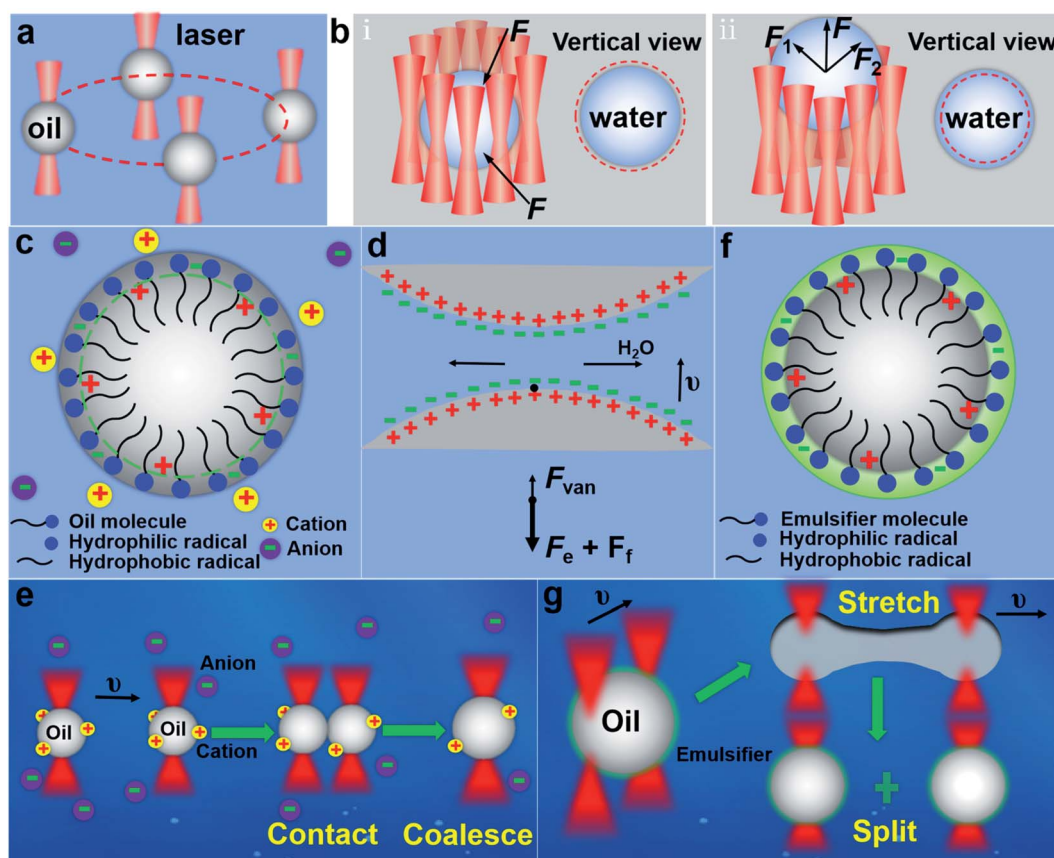 a
laser
oil
b
i
F
F
Vertical view
water
ii
F1
F
F2
Vertical view
water
c
+
-
Oil molecule
Hydrophilic radical
Hydrophobic radical
+ Cation
- Anion
d
H2O
υ
Fvan
Fe + Ff
f
+
-
Emulsifier molecule
Hydrophilic radical
Hydrophobic radical
e
Oil
υ
Oil
Anion
Cation
Contact
Coalesce
g
υ
Oil
Emulsifier
Stretch
υ
+
Split